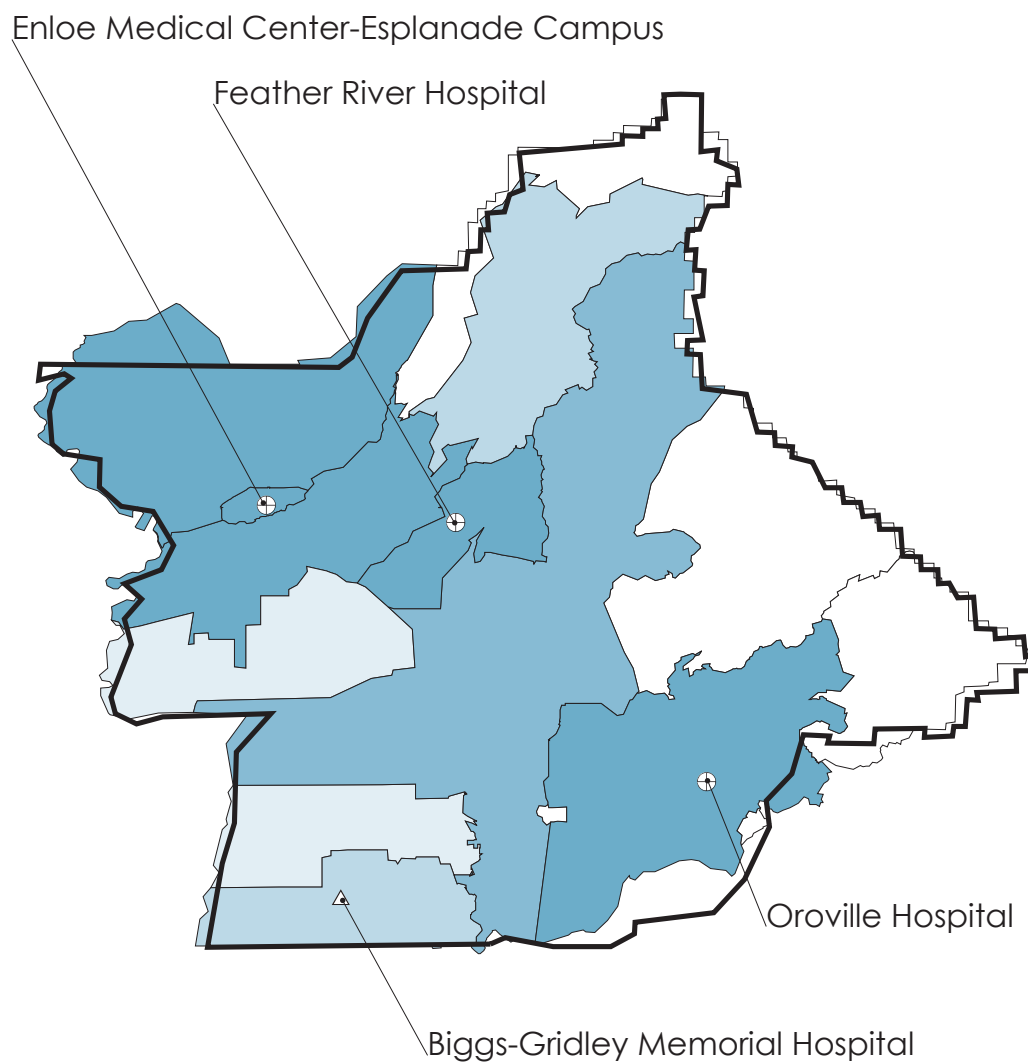 Enloe Medical Center-Esplanade Campus
Feather River Hospital
Oroville Hospital
Biggs-Gridley Memorial Hospital